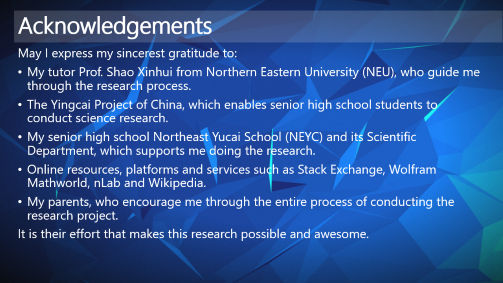 Acknowledgements
May I express my sincerest gratitude to:
• My tutor Prof. Shao Xinhui from Northern Eastern University (NEU), who guide me
through the research process.
• The Yingcai Project of China, which enables senior high school students to
conduct science research.
• My senior high school Northeast Yucai School (NEYC) and its Scientific
Department, which supports me doing the research.
• Online resources, platforms and services such as Stack Exchange, Wolfram
Mathworld, nLab and Wikipedia.
• My parents, who encourage me through the entire process of conducting the
research project.
It is their effort that makes this research possible and awesome.